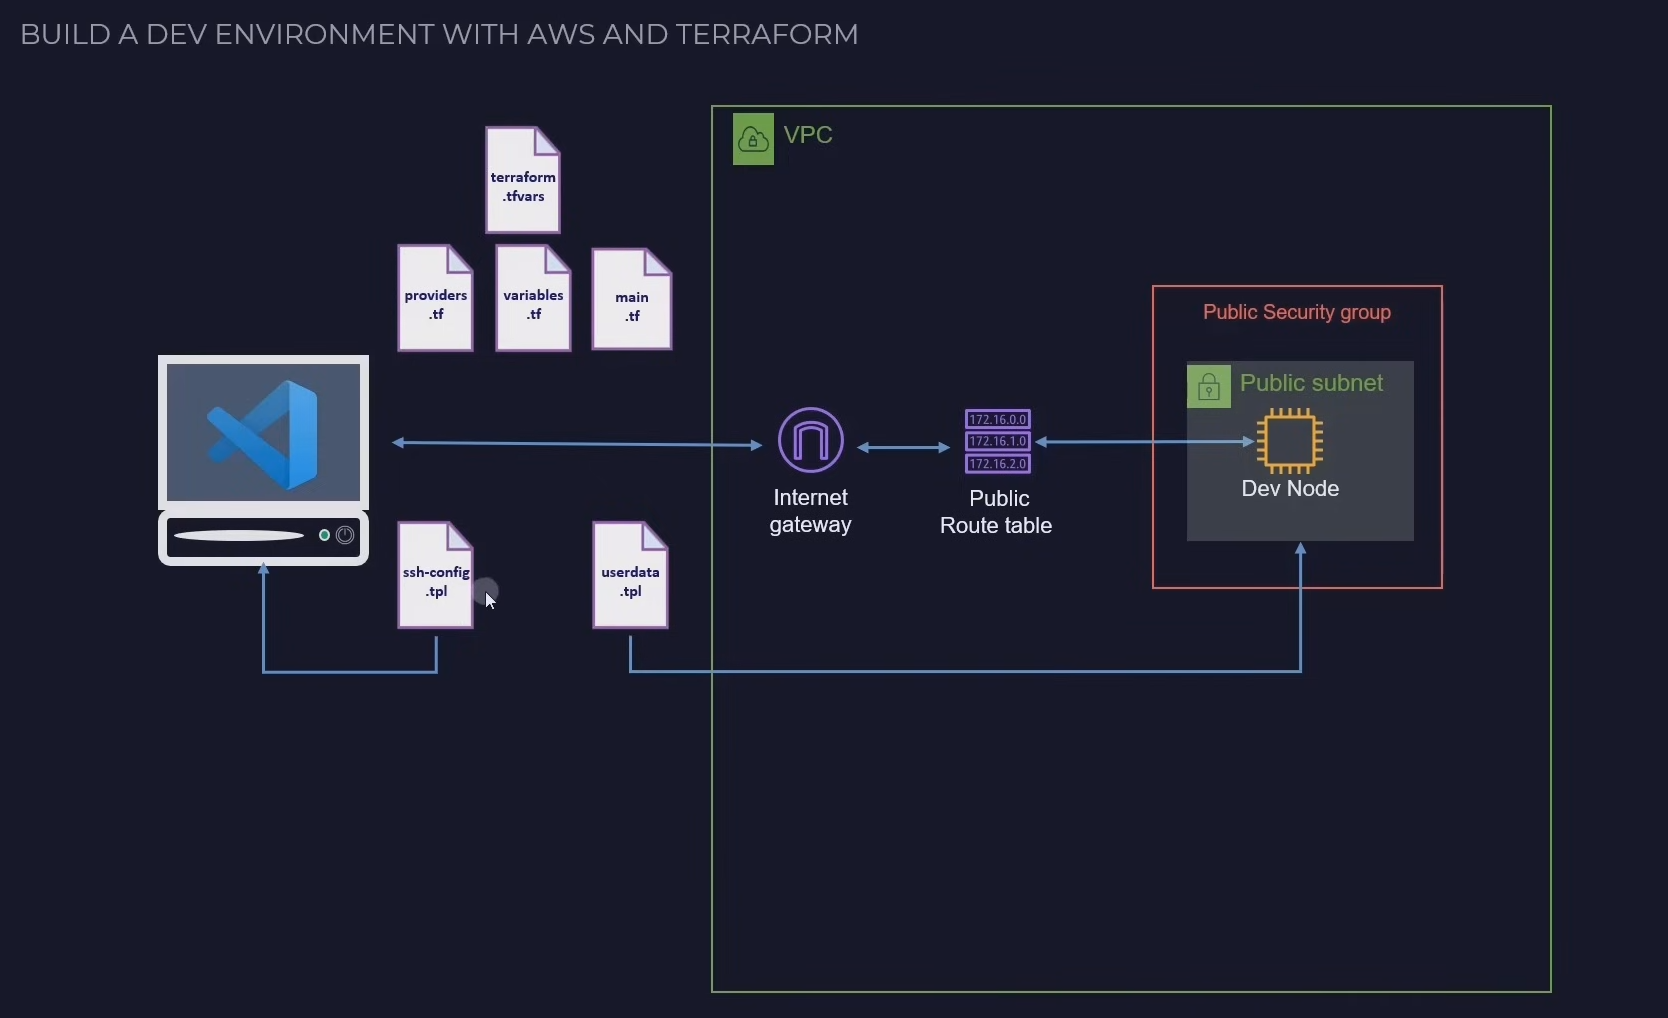 BUILD A DEV ENVIRONMENT WITH AWS AND TERRAFORM
VPC
terraform
.tfvars
providers
.tf
variables
.tf
main
.tf
Public Security group
Public subnet
172.16.0.0
172.16.1.0
172.16.2.0
Internet
gateway
Public
Route table
Dev Node
ssh-config
.tpl
userdata
.tpl